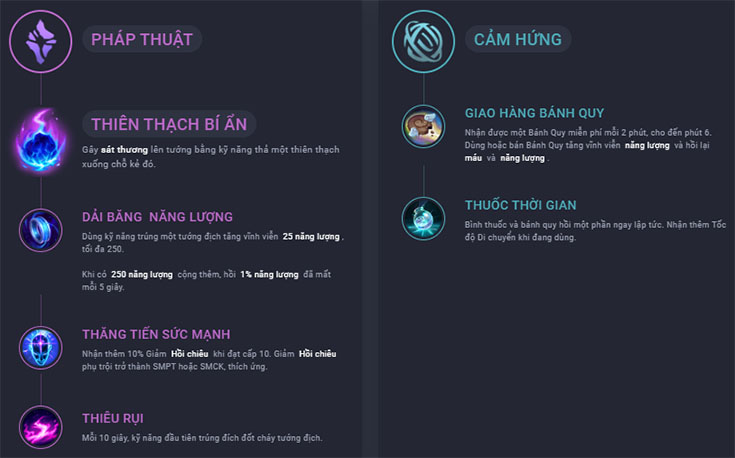 PHÁP THUẬT
THIÊN THẠCH BÍ ẨN
Gây sát thương lên tướng bằng kỹ năng thả một thiên thạch
xuống chỗ kẻ đó.
DẢI BĂNG NĂNG LƯỢNG
Dùng kỹ năng trúng một tướng địch tăng vĩnh viễn 25 năng lượng ,
tối đa 250.
Khi có 250 năng lượng cộng thêm, hồi 1% năng lượng đã mất
mỗi 5 giây.
THĂNG TIẾN SỨC MẠNH
Nhận thêm 10% Giảm Hồi chiêu khi đạt cấp 10. Giảm Hồi chiêu
phụ trội trở thành SMPT hoặc SMCK, thích ứng.
THIÊU RỤI
Mỗi 10 giây, kỹ năng đầu tiên trúng đích đốt cháy tướng địch.
CẢM HỨNG
GIAO HÀNG BÁNH QUY
Nhận được một Bánh Quy miễn phí mỗi 2 phút, cho đến phút 6.
Dùng hoặc bán Bánh Quy tăng vĩnh viễn năng lượng và hồi lại
máu và năng lượng .
THUỐC THỜI GIAN
Bình thuốc và bánh quy hồi một phần ngay lập tức. Nhận thêm Tốc
độ Di chuyển khi đang dùng.